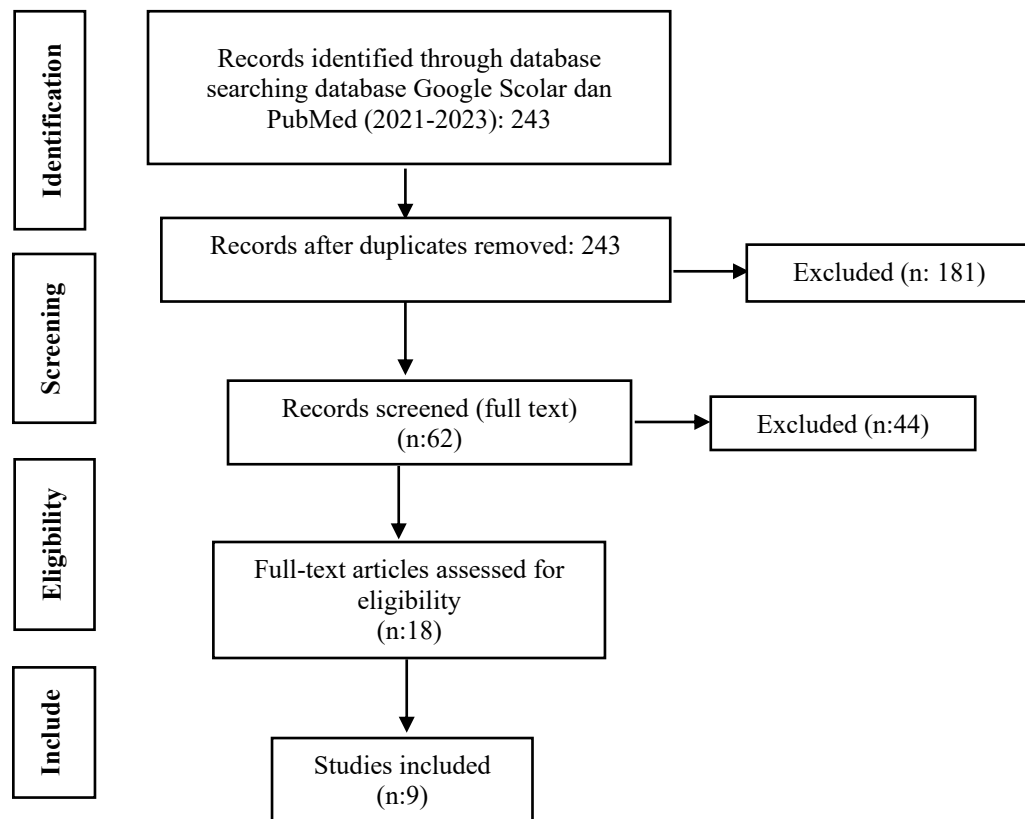 Identification
Records identified through database
searching database Google Scolar dan
PubMed (2021-2023): 243
Records after duplicates removed: 243
Excluded (n: 181)
Screening
Records screened (full text)
(n:62)
Excluded (n:44)
Eligibility
Full-text articles assessed for
eligibility
(n:18)
Include
Studies included
(n:9)